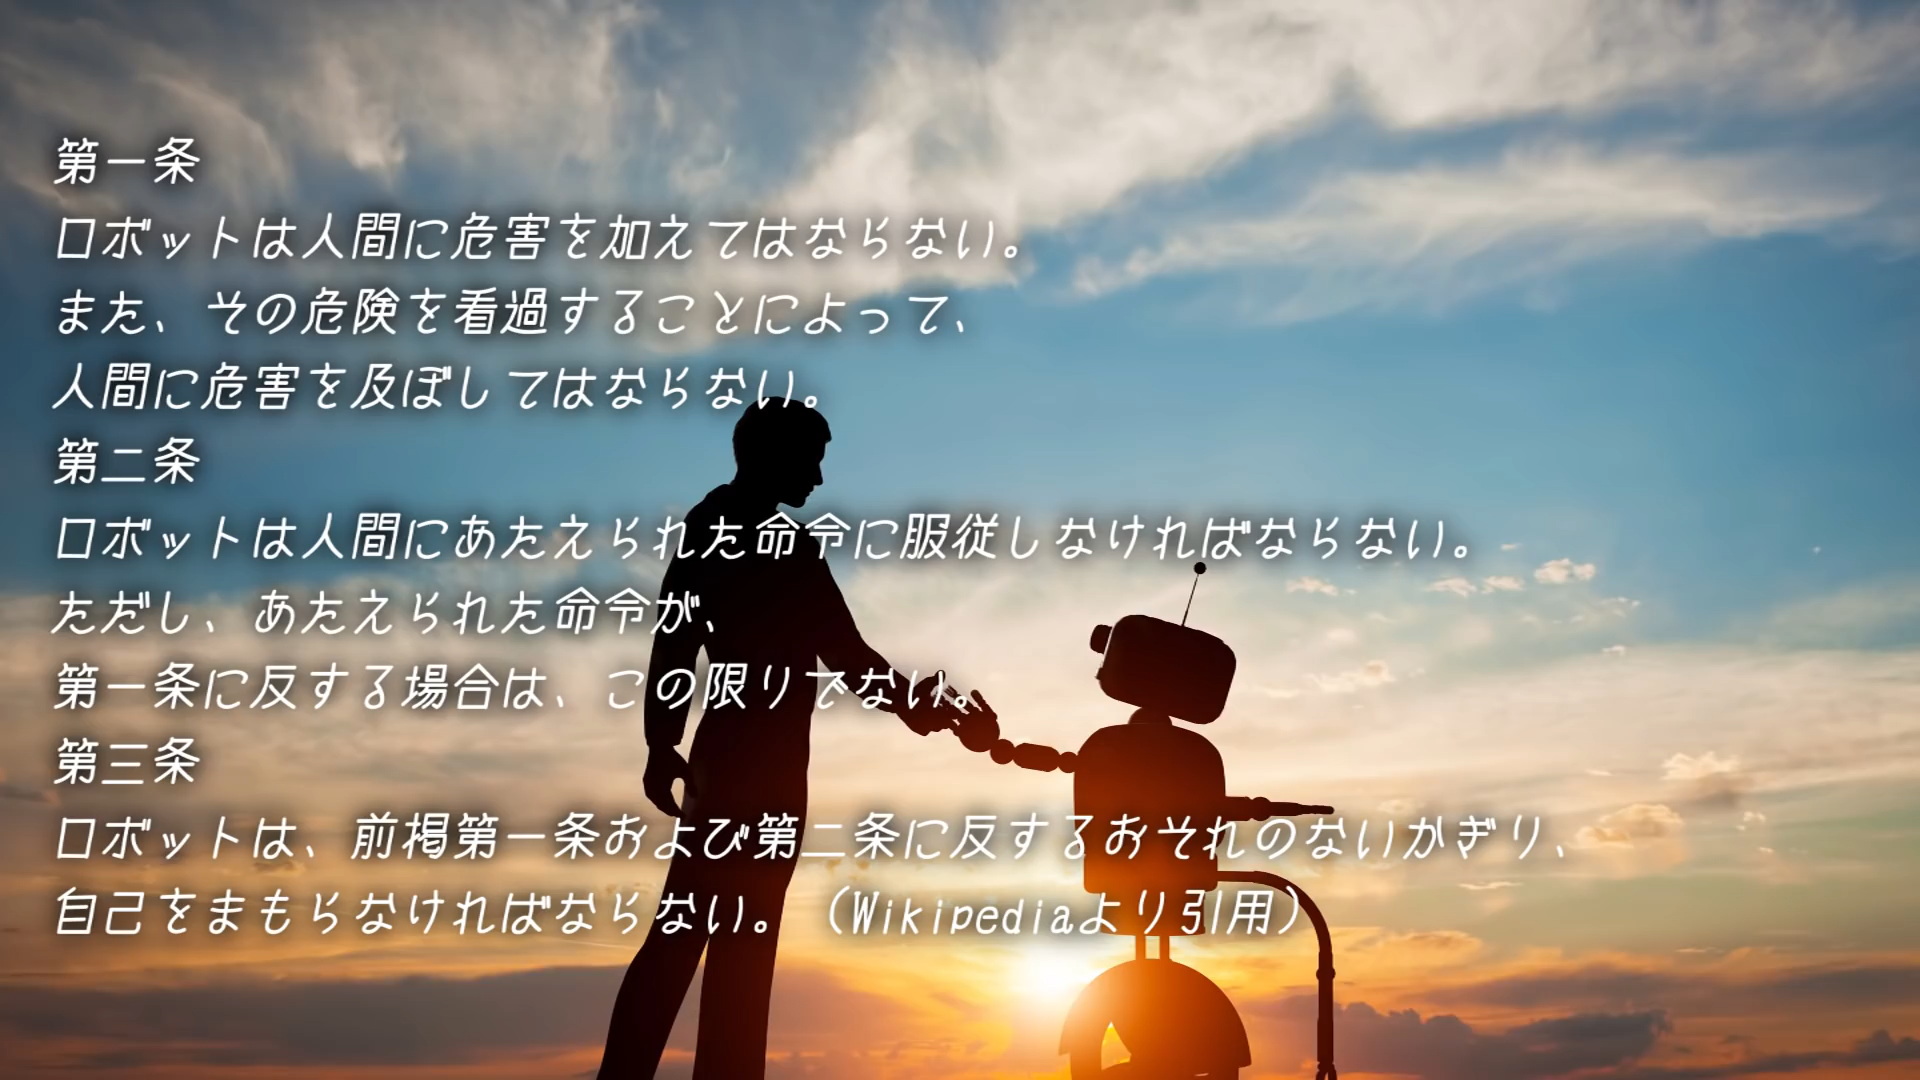 第一条
ロボットは人間に危害を加えてはならない。
また、その危険を看過することによって、
人間に危害を及ぼしてはならない。
第二条
ロボットは人間にあたえられた命令に服従しなければならない。
ただし、あたえられた命令が、
第一条に反する場合は、この限りでない。
第三条
ロボットは、前掲第一条および第二条に反するおそれのないかぎり、
自己をまもらなければならない。（Wikipediaより引用）